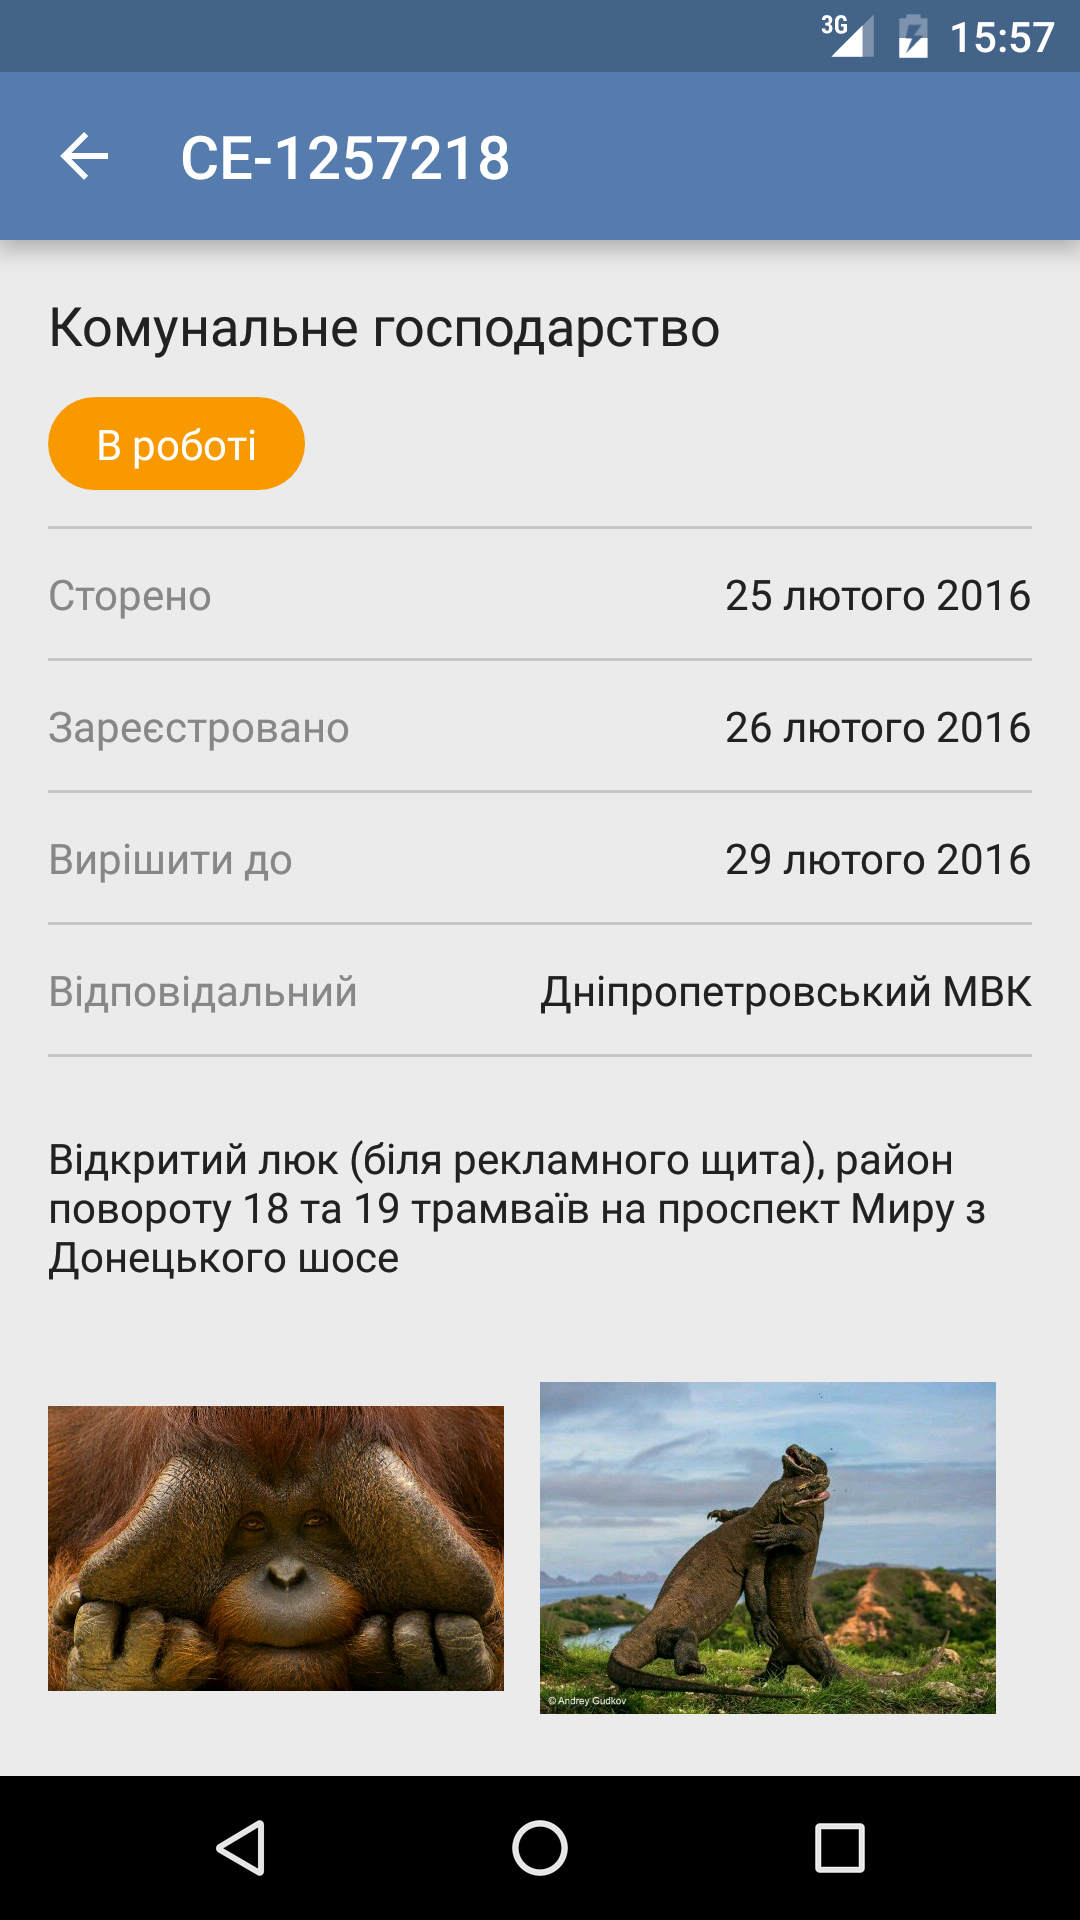 3G 15:57
CE-1257218
Комунальне господарство
В роботі
Сторено 25 лютого 2016
Зареєстровано 26 лютого 2016
Вирішити до 29 лютого 2016
Відповідальний Дніпропетровський МВК
Відкритий люк (біля рекламного щита), район
повороту 18 та 19 трамваїв на проспект Миру з
Донецького шосе
© Andrey Gudkov